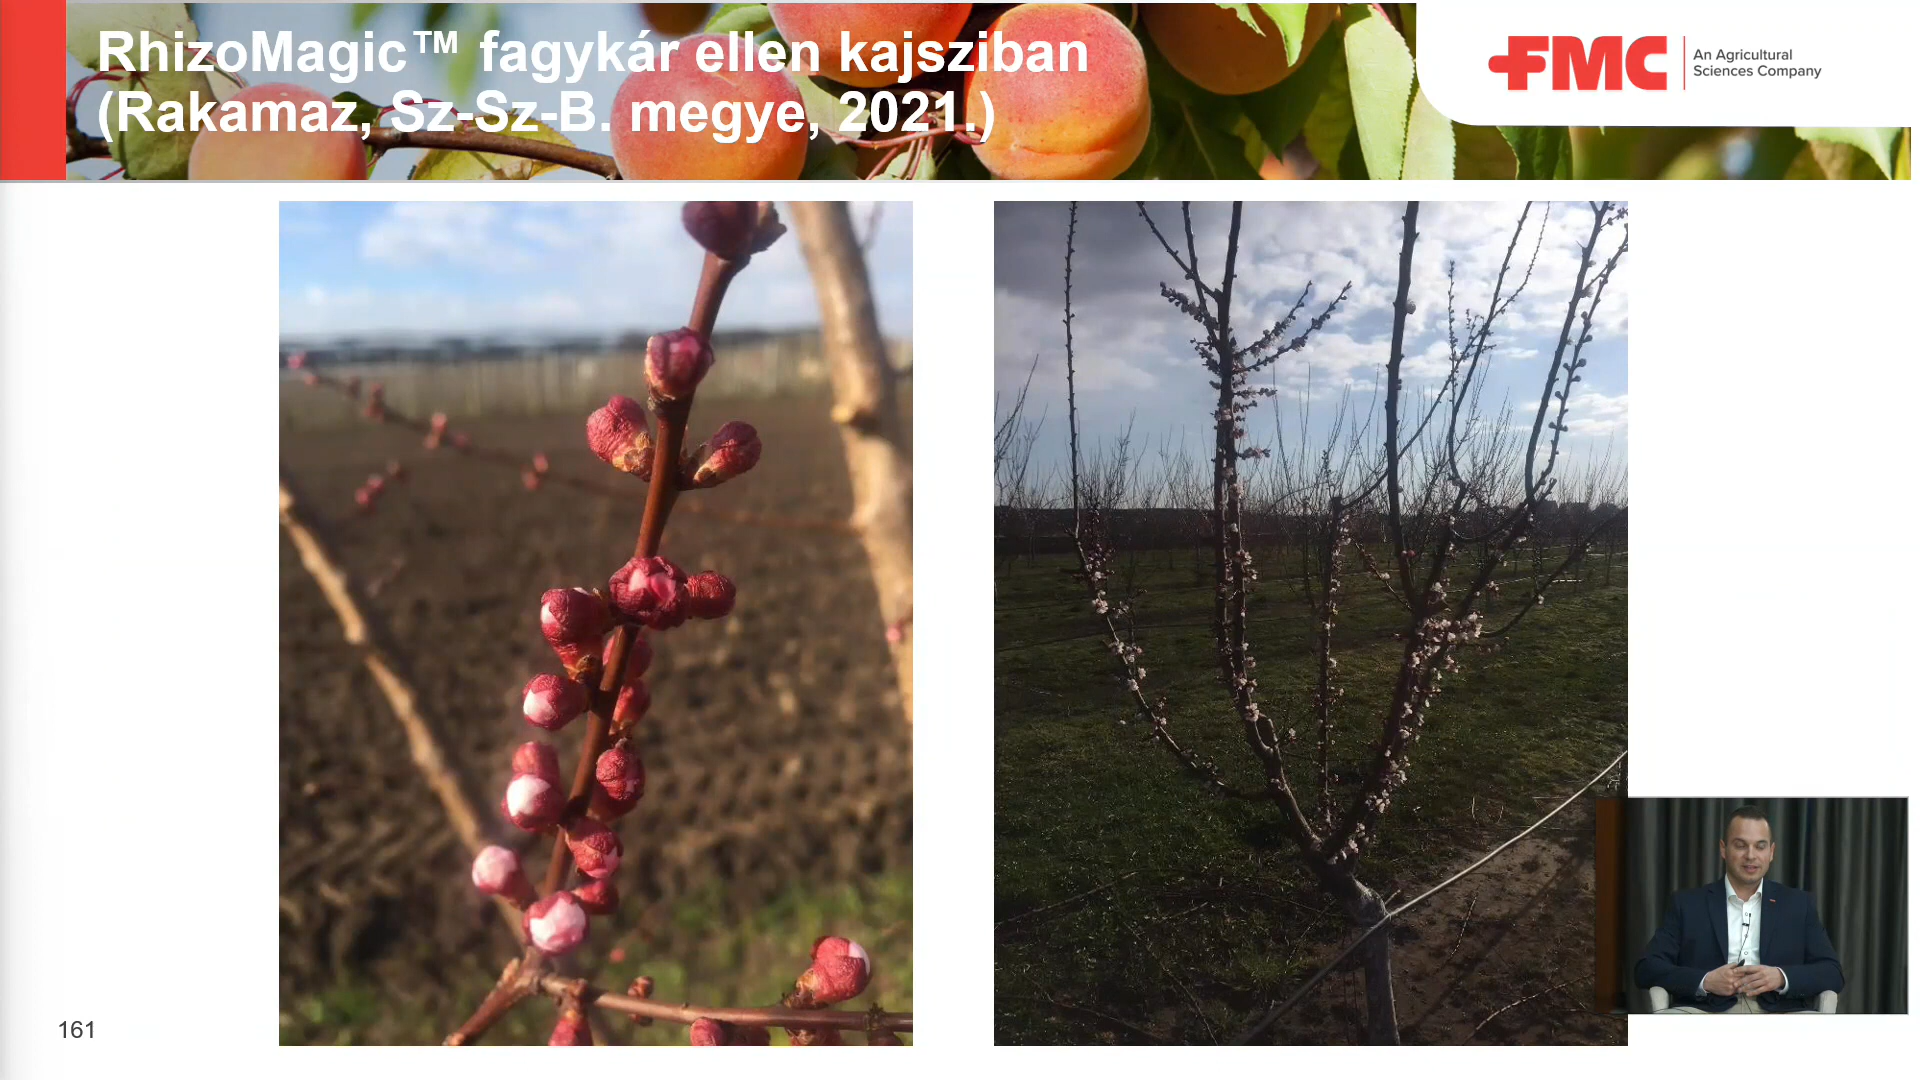 RhizoMagic™ fagykár ellen kajsziban
(Rakamaz, Sz-Sz-B. megye, 2021.)
FMC
An Agricultural
Sciences Company
161